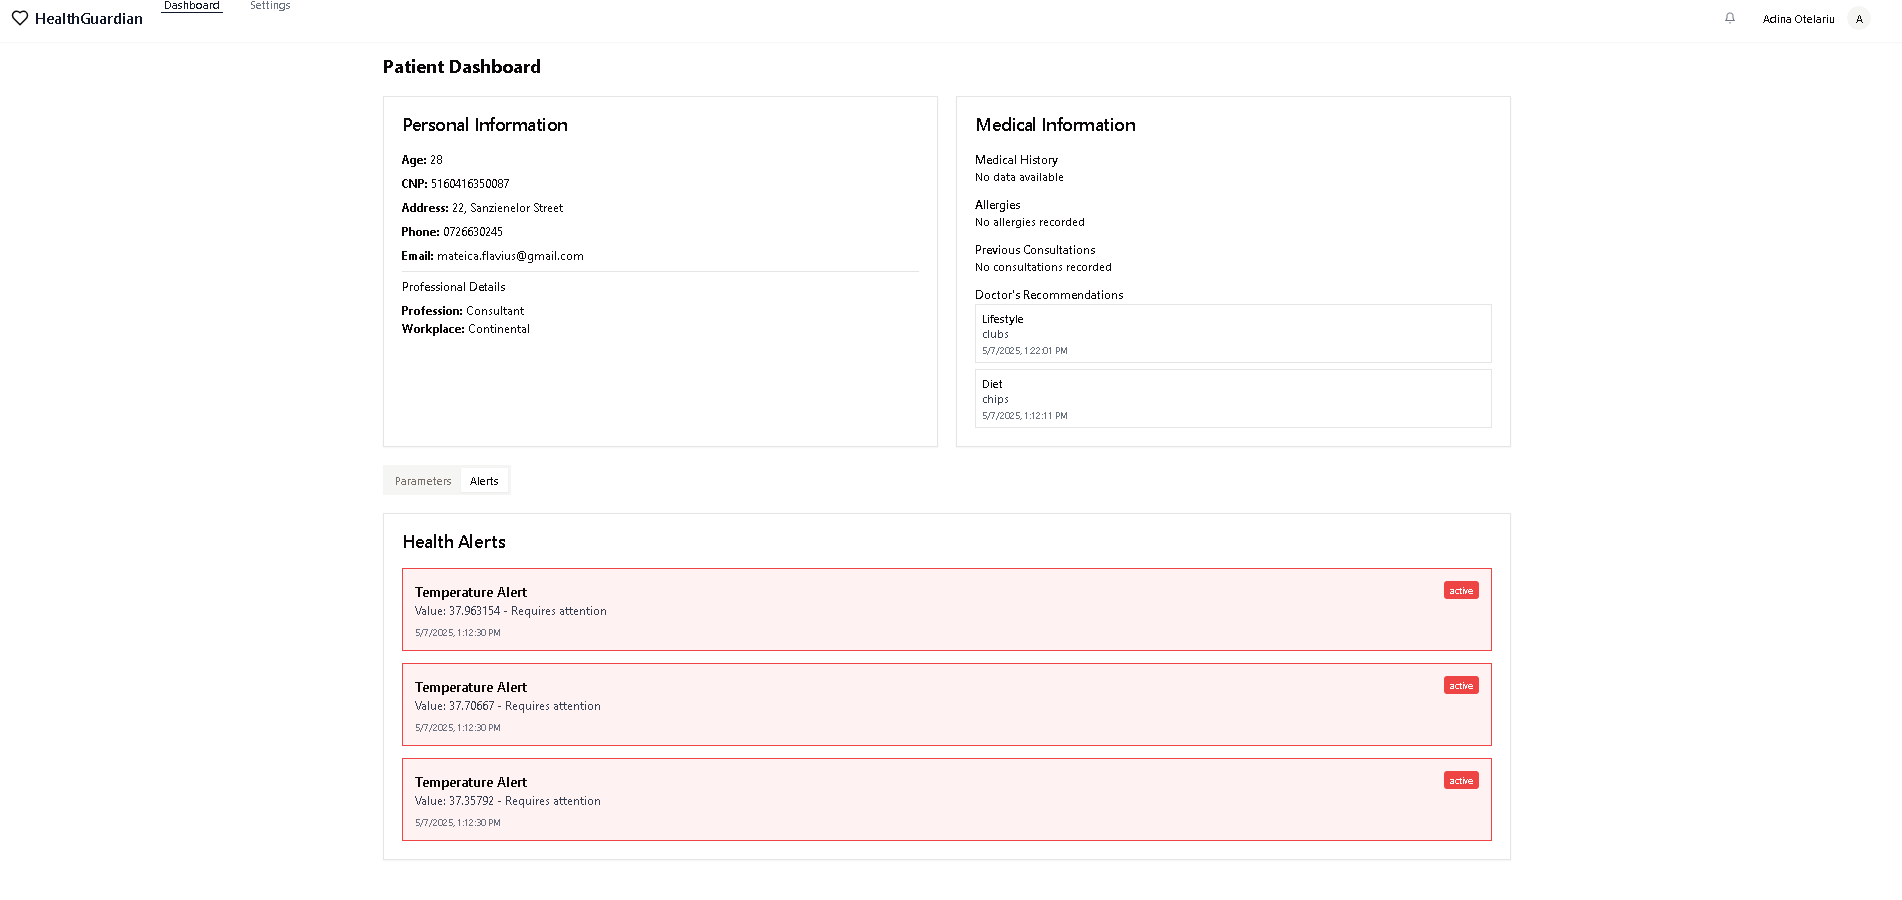 HealthGuardian
Dashboard
Settings
Adina Otelariu
A
Patient Dashboard
Personal Information
Age: 28
CNP: 5160416350087
Address: 22, Sanzienelor Street
Phone: 0726630245
Email: mateica.flavius@gmail.com
Professional Details
Profession: Consultant
Workplace: Continental
Medical Information
Medical History
No data available
Allergies
No allergies recorded
Previous Consultations
No consultations recorded
Doctor's Recommendations
Lifestyle
clubs
5/7/2025, 1:22:01 PM
Diet
chips
5/7/2025, 1:12:11 PM
Parameters
Alerts
Health Alerts
Temperature Alert
active
Value: 37.963154 - Requires attention
5/7/2025, 1:12:30 PM
Temperature Alert
active
Value: 37.70667 - Requires attention
5/7/2025, 1:12:30 PM
Temperature Alert
active
Value: 37.35792 - Requires attention
5/7/2025, 1:12:30 PM